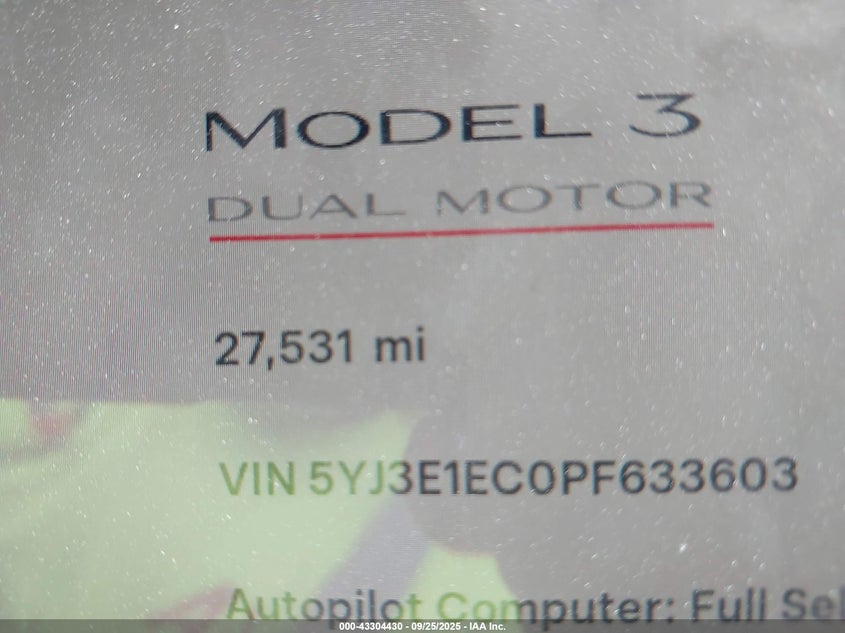 MODEL 3
DUAL MOTOR
27,531 mi
VIN 5YJ3E1EC0PF633603
Autopilot Computer: Full Sel
000-43304430 - 09/25/2025 - IAA Inc.